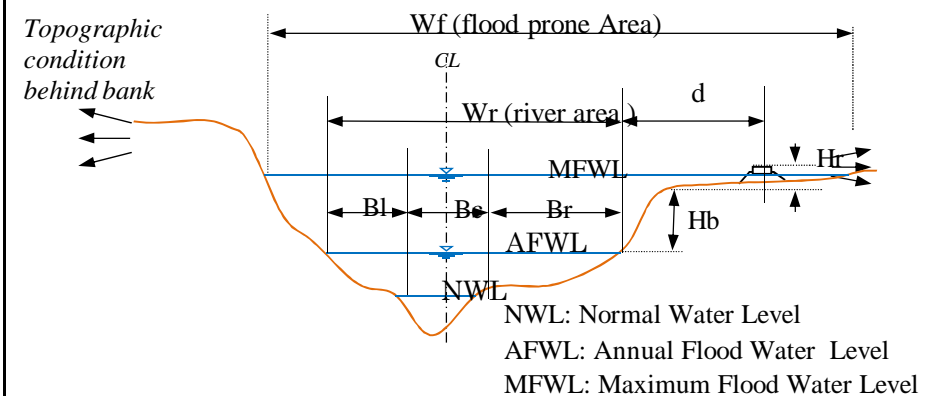 Topographic
condition
behind bank
Wf (flood prone Area)
CL
d
Wr (river area )
MFWL
Hr
Bl
Bc
Br
Hb
AFWL
NWL
NWL: Normal Water Level
AFWL: Annual Flood Water Level
MFWL: Maximum Flood Water Level